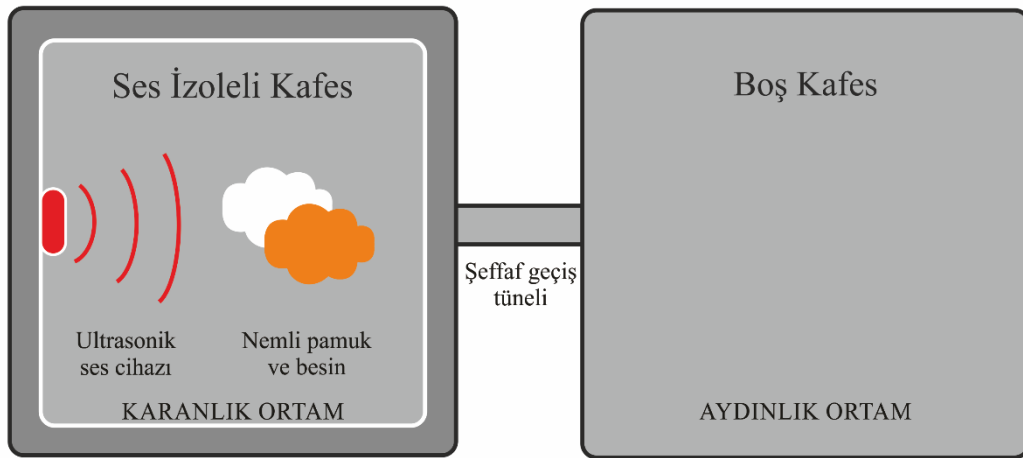 Ses İzoleli Kafes
Boş Kafes
Şeffaf geçiş
tüneli
Ultrasonik
ses cihazı
Nemli pamuk
ve besin
KARANLIK ORTAM
AYDINLIK ORTAM